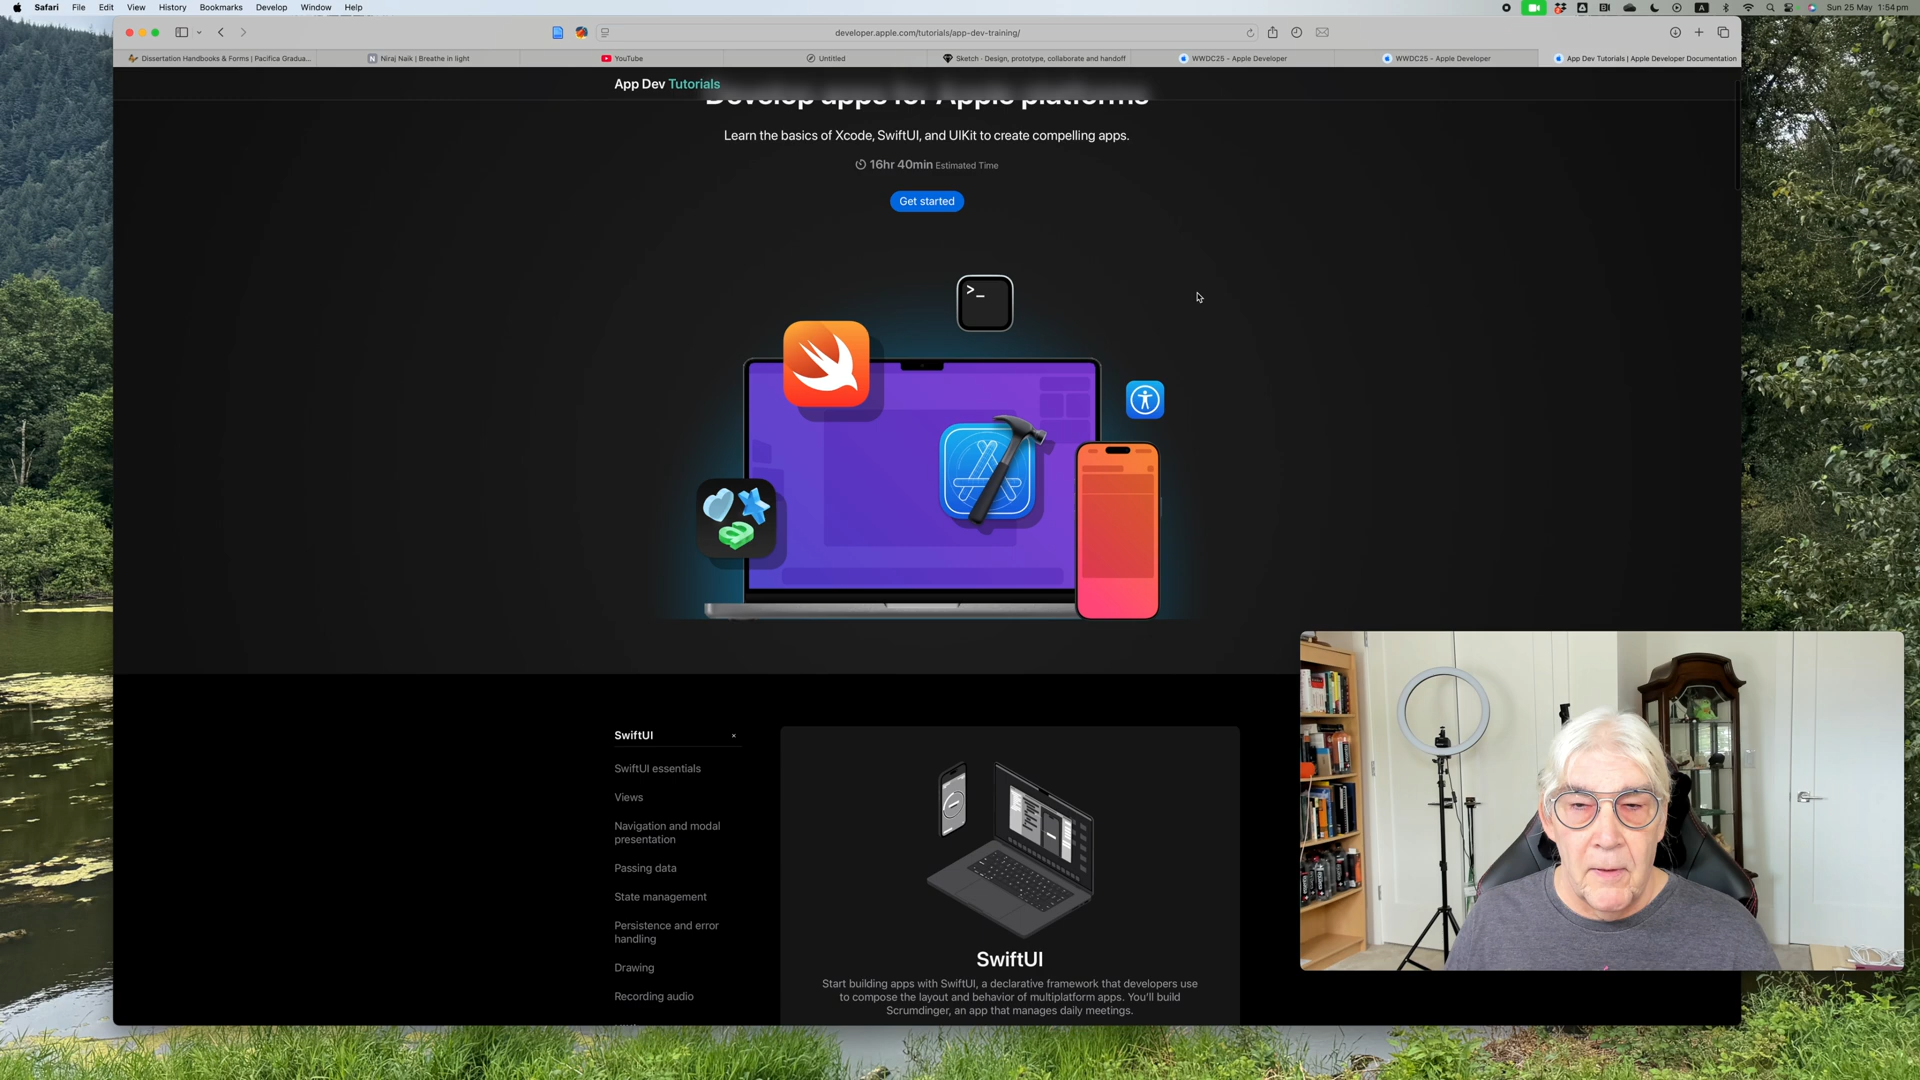 Safari File Edit View History Bookmarks Develop Window Help
Sun 25 May 1:54 pm
developer.apple.com/tutorials/app-dev-training/
Dissertation Handbooks & Forms | Pacifica Gradua...
Niraj Naik | Breathe in light
YouTube
Untitled
Sketch · Design, prototype, collaborate and handoff
WWDC25 - Apple Developer
WWDC25 - Apple Developer
App Dev Tutorials | Apple Developer Documentation
App Dev Tutorials
Develop apps for Apple platforms
Learn the basics of Xcode, SwiftUI, and UIKit to create compelling apps.
16hr 40min Estimated Time
Get started
>_
SwiftUI
SwiftUI essentials
Views
Navigation and modal
presentation
Passing data
State management
Persistence and error
handling
Drawing
Recording audio
SwiftUI
Start building apps with SwiftUI, a declarative framework that developers use
to compose the layout and behavior of multiplatform apps. You'll build
Scrumdinger, an app that manages daily meetings.